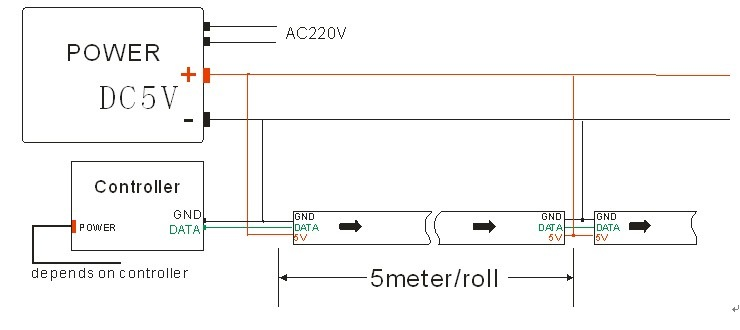 AC220V
POWER
+
DC5V
-
Controller
GND
POWER
DATA
depends on controller
GND
DATA
5V
GND
DATA
5V
GND
DATA
5V
5meter/roll